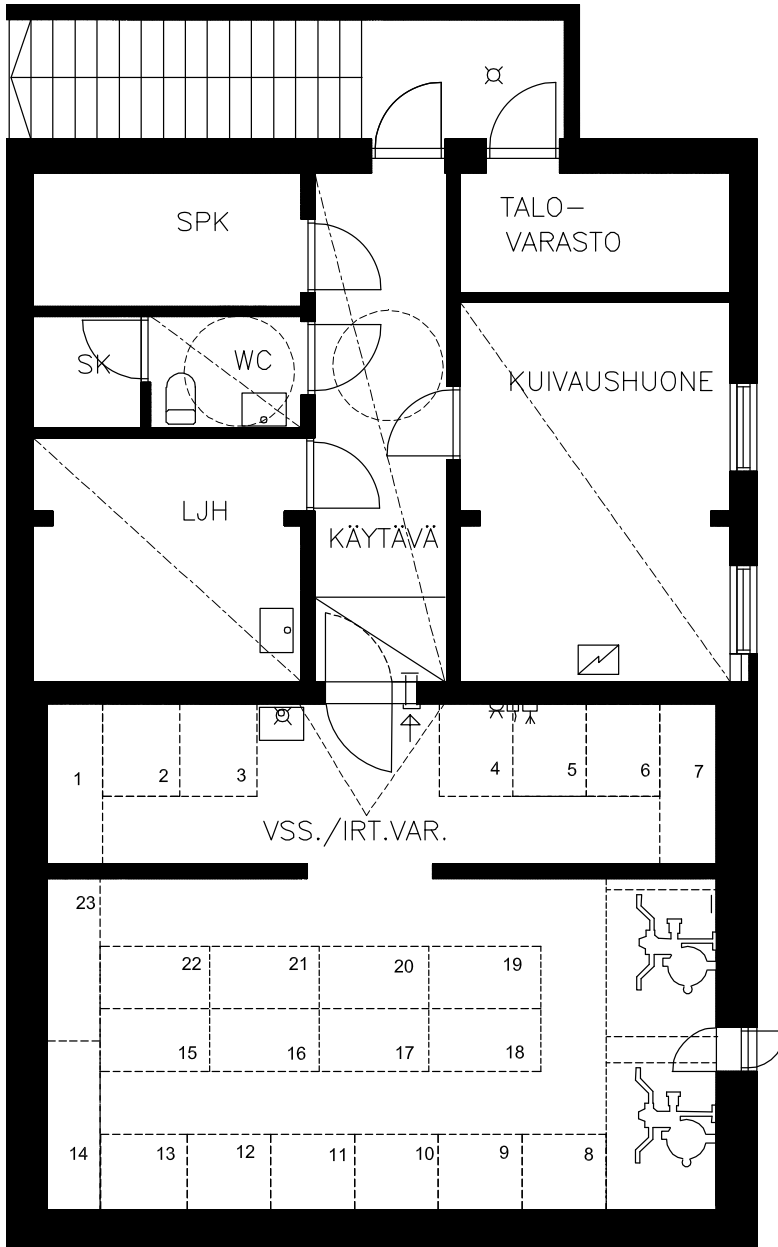 SPK
TALO-
VARASTO
SK
WC
KUIVAUSHUONE
LJH
KÄYTÄVÄ
1
2
3
4
5
6
7
VSS./IRT.VAR.
23
22
21
20
19
15
16
17
18
14
13
12
11
10
9
8